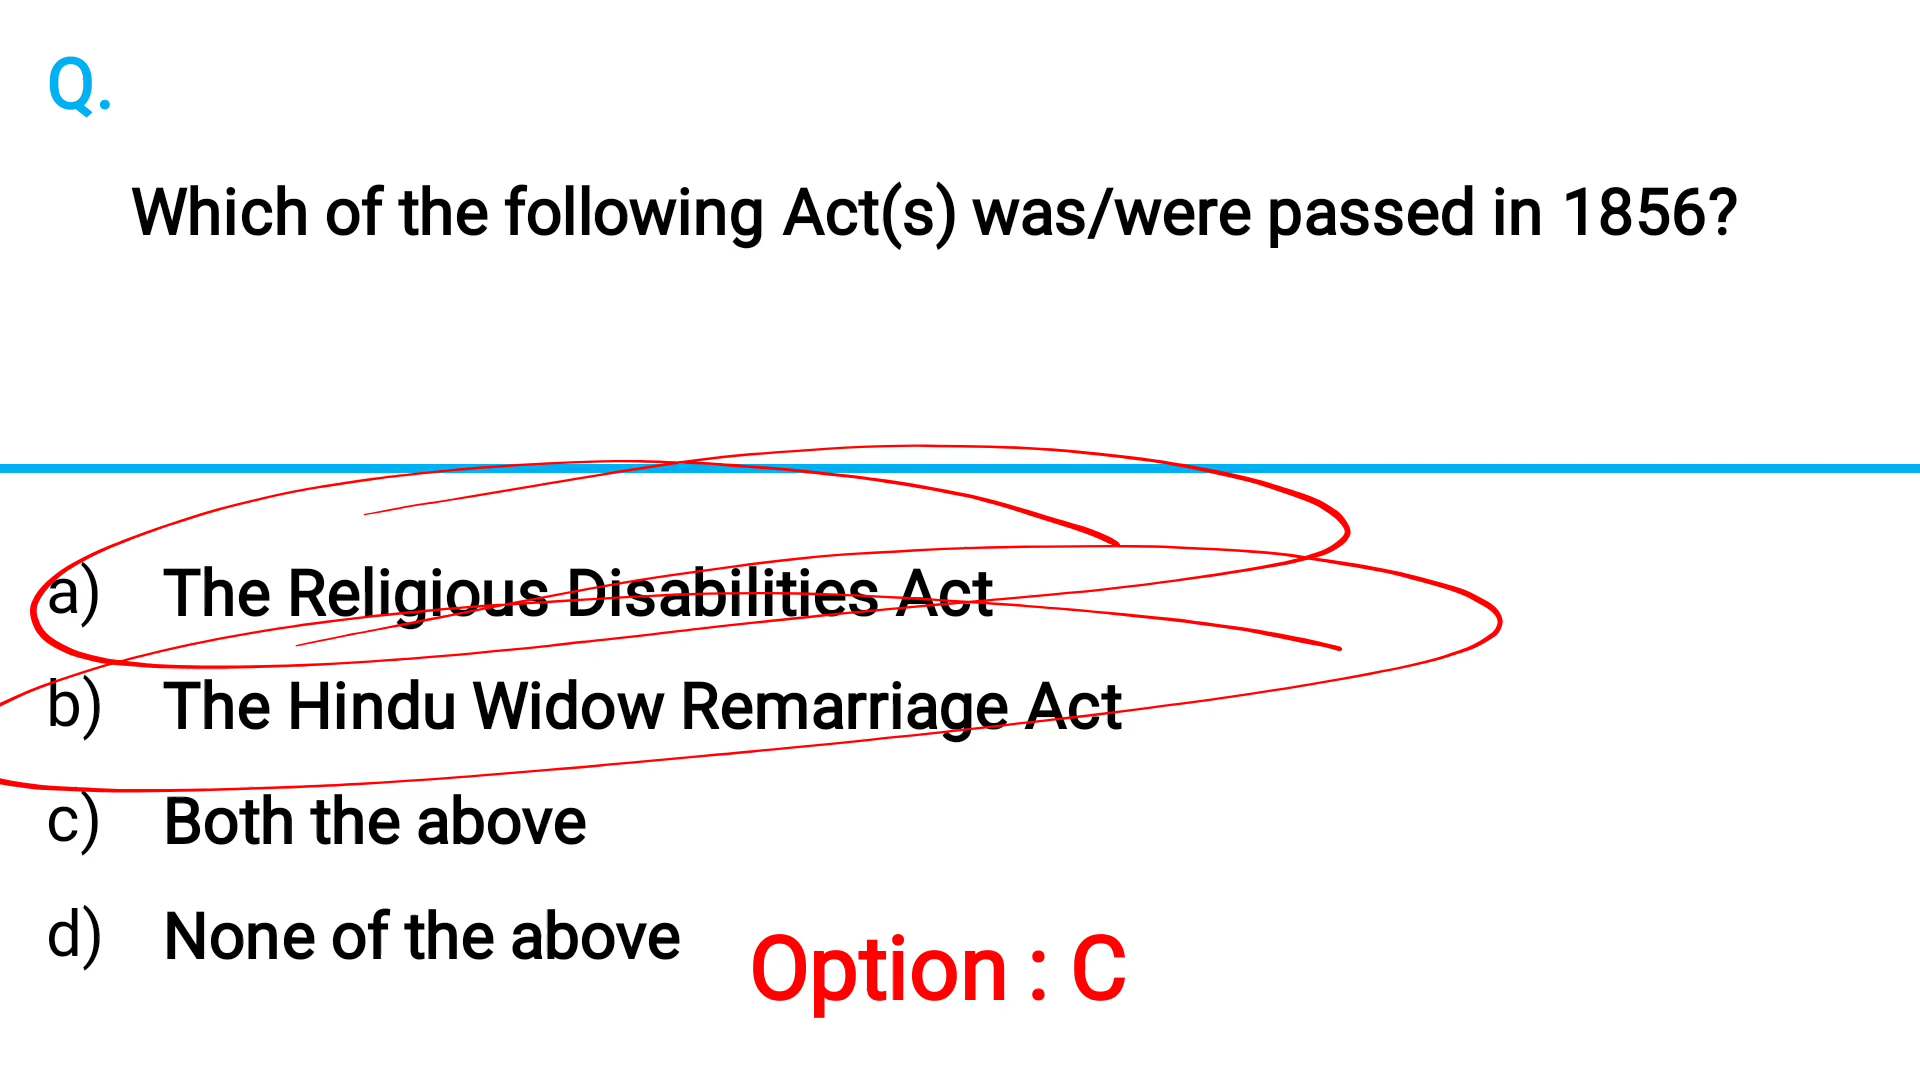 Q.
Which of the following Act(s) was/were passed in 1856?
a) The Religious Disabilities Act
b) The Hindu Widow Remarriage Act
c) Both the above
d) None of the above
Option : C